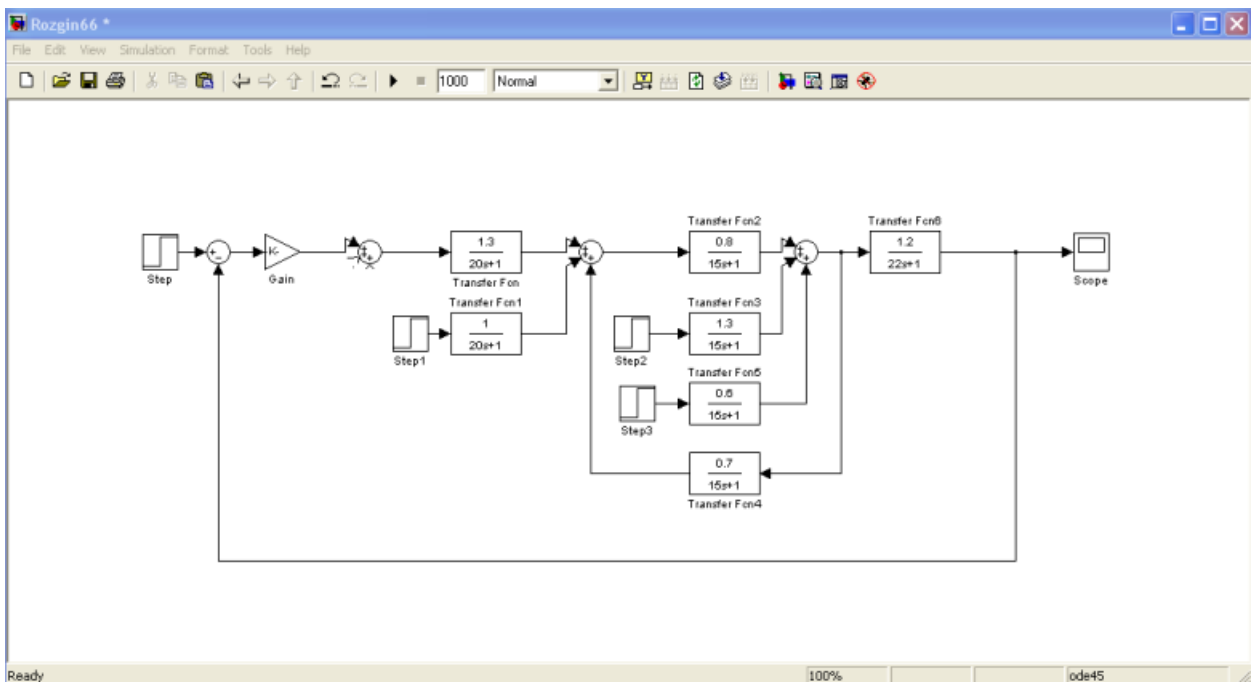 Rozgin66 *
File Edit View Simulation Format Tools Help
1000 Normal
Transfer Fcn2 Transfer Fcn6
1.3 0.8 1.2
20s+1 15s+1 22s+1
Step Gain Transfer Fcn Scope
Transfer Fcn1 Transfer Fcn3
1 1.3
20s+1 15s+1
Step1 Step2
Transfer Fcn5
0.6
15s+1
Step3
0.7
15s+1
Transfer Fcn4
Ready 100% ode45